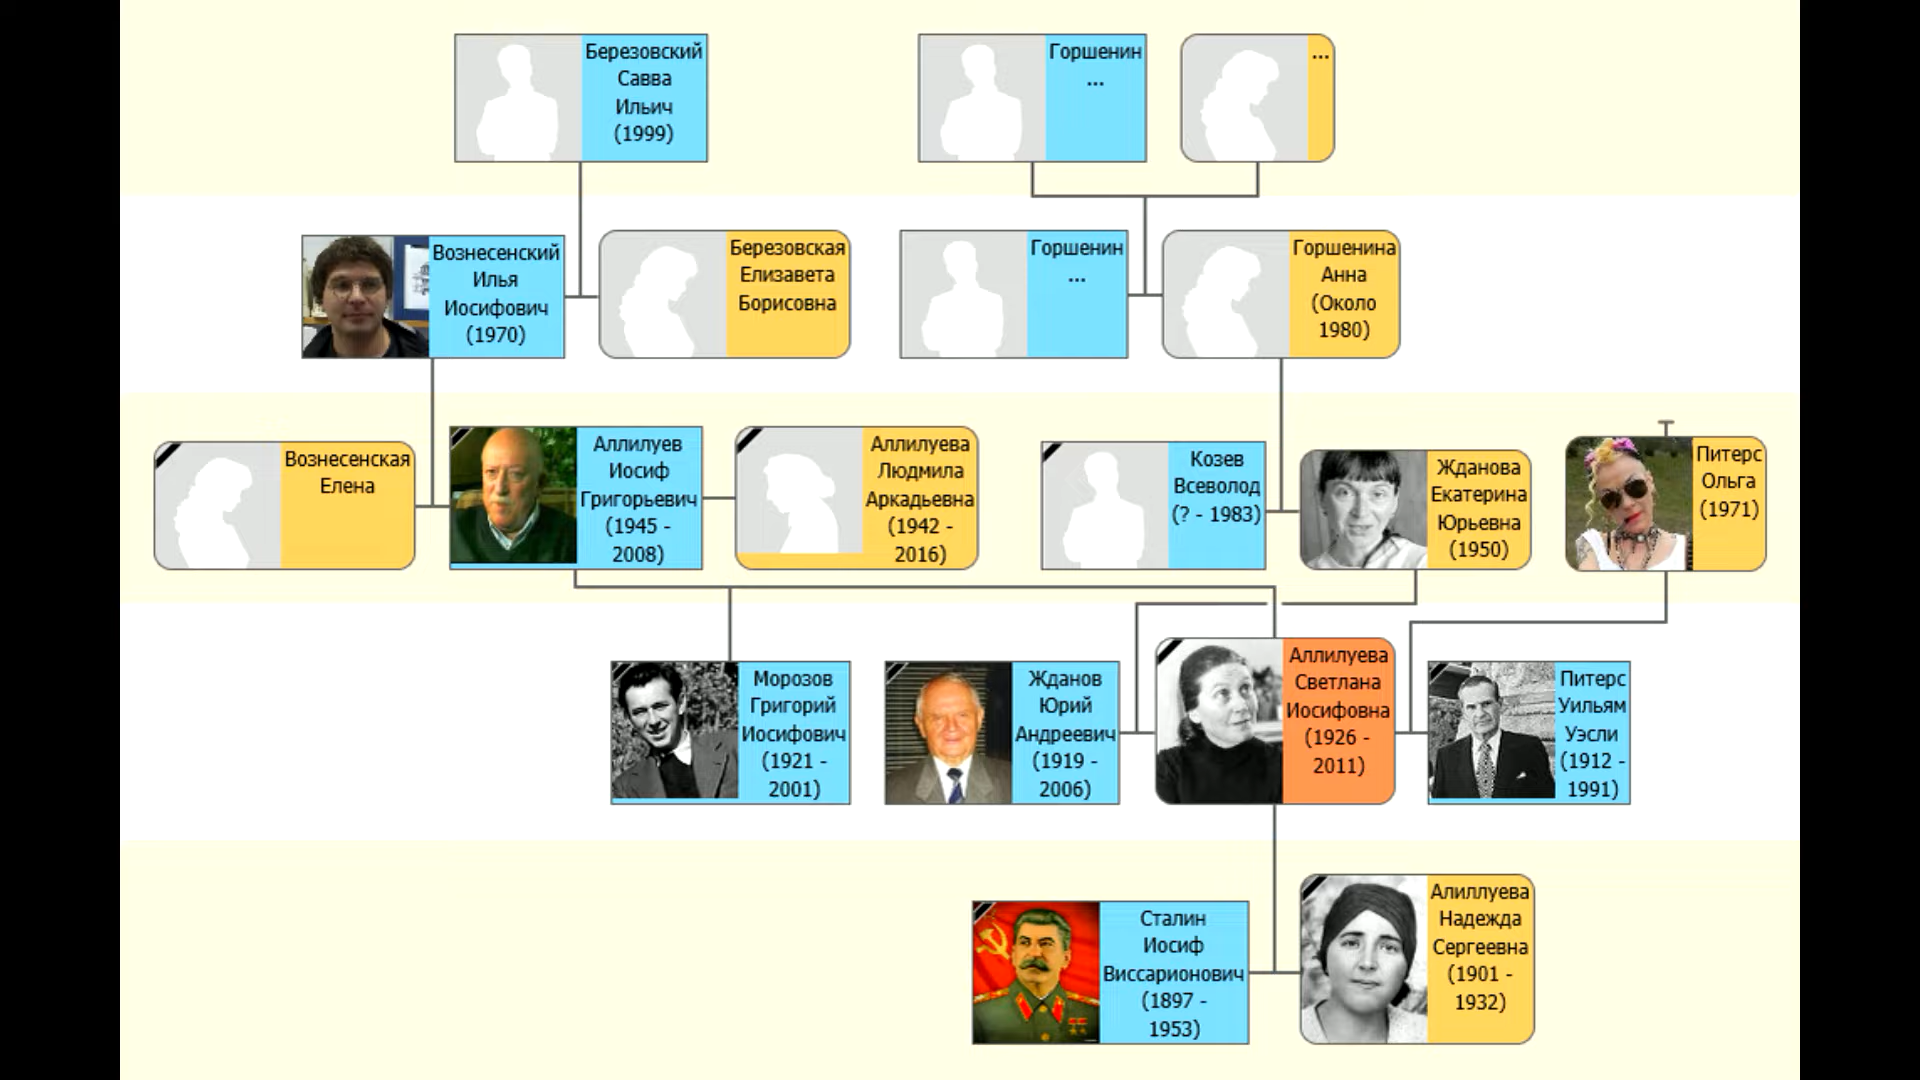 Березовский
Савва
Ильич
(1999)
Горшенин
...
...
Вознесенский
Илья
Иосифович
(1970)
Березовская
Елизавета
Борисовна
Горшенин
...
Горшенина
Анна
(Около
1980)
Вознесенская
Елена
Аллилуев
Иосиф
Григорьевич
(1945 -
2008)
Аллилуева
Людмила
Аркадьевна
(1942 -
2016)
Козев
Всеволод
(? - 1983)
Жданова
Екатерина
Юрьевна
(1950)
Питерс
Ольга
(1971)
Морозов
Григорий
Иосифович
(1921 -
2001)
Жданов
Юрий
Андреевич
(1919 -
2006)
Аллилуева
Светлана
Иосифовна
(1926 -
2011)
Питерс
Уильям
Уэсли
(1912 -
1991)
Сталин
Иосиф
Виссарионович
(1897 -
1953)
Алиллуева
Надежда
Сергеевна
(1901 -
1932)